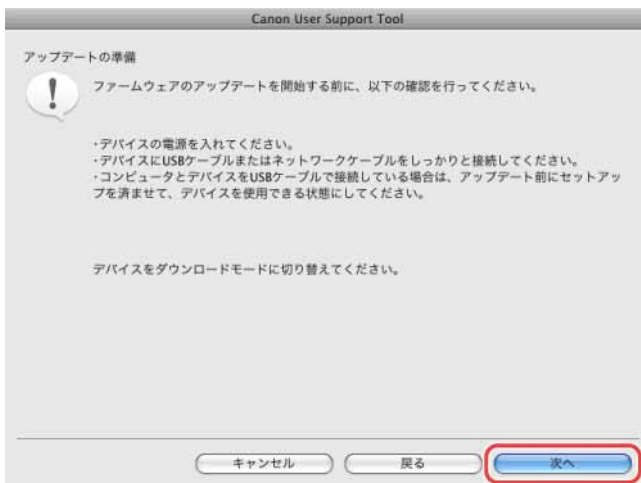 Canon User Support Tool
アップデートの準備
ファームウェアのアップデートを開始する前に、以下の確認を行ってください。
・デバイスの電源を入れてください。
・デバイスにUSBケーブルまたはネットワークケーブルをしっかりと接続してください。
・コンピュータとデバイスをUSBケーブルで接続している場合は、アップデート前にセットアッ
プを済ませて、デバイスを使用できる状態にしてください。
デバイスをダウンロードモードに切り替えてください。
キャンセル
戻る
次へ